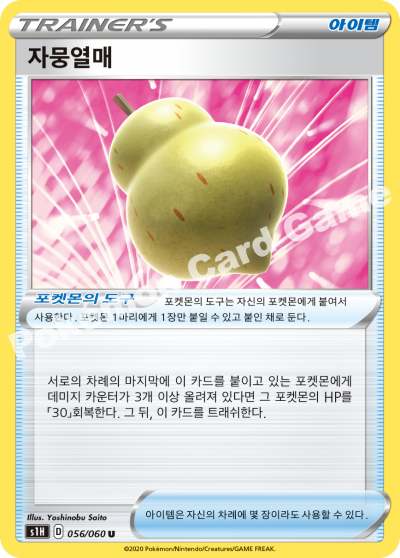 TRAINER'S
아이템
자뭉열매
포켓몬의 도구 포켓몬의 도구는 자신의 포켓몬에게 붙여서
사용한다. 포켓몬 1마리에게 1장만 붙일 수 있고 붙인 채로 둔다.
서로의 차례의 마지막에 이 카드를 붙이고 있는 포켓몬에게
데미지 카운터가 3개 이상 올려져 있다면 그 포켓몬의 HP를
「30」회복한다. 그 뒤, 이 카드를 트래쉬한다.
Pokémon Card Game
Illus. Yoshinobu Saito
s1H D 056/060 U
아이템은 자신의 차례에 몇 장이라도 사용할 수 있다.
©2020 Pokémon/Nintendo/Creatures/GAME FREAK.